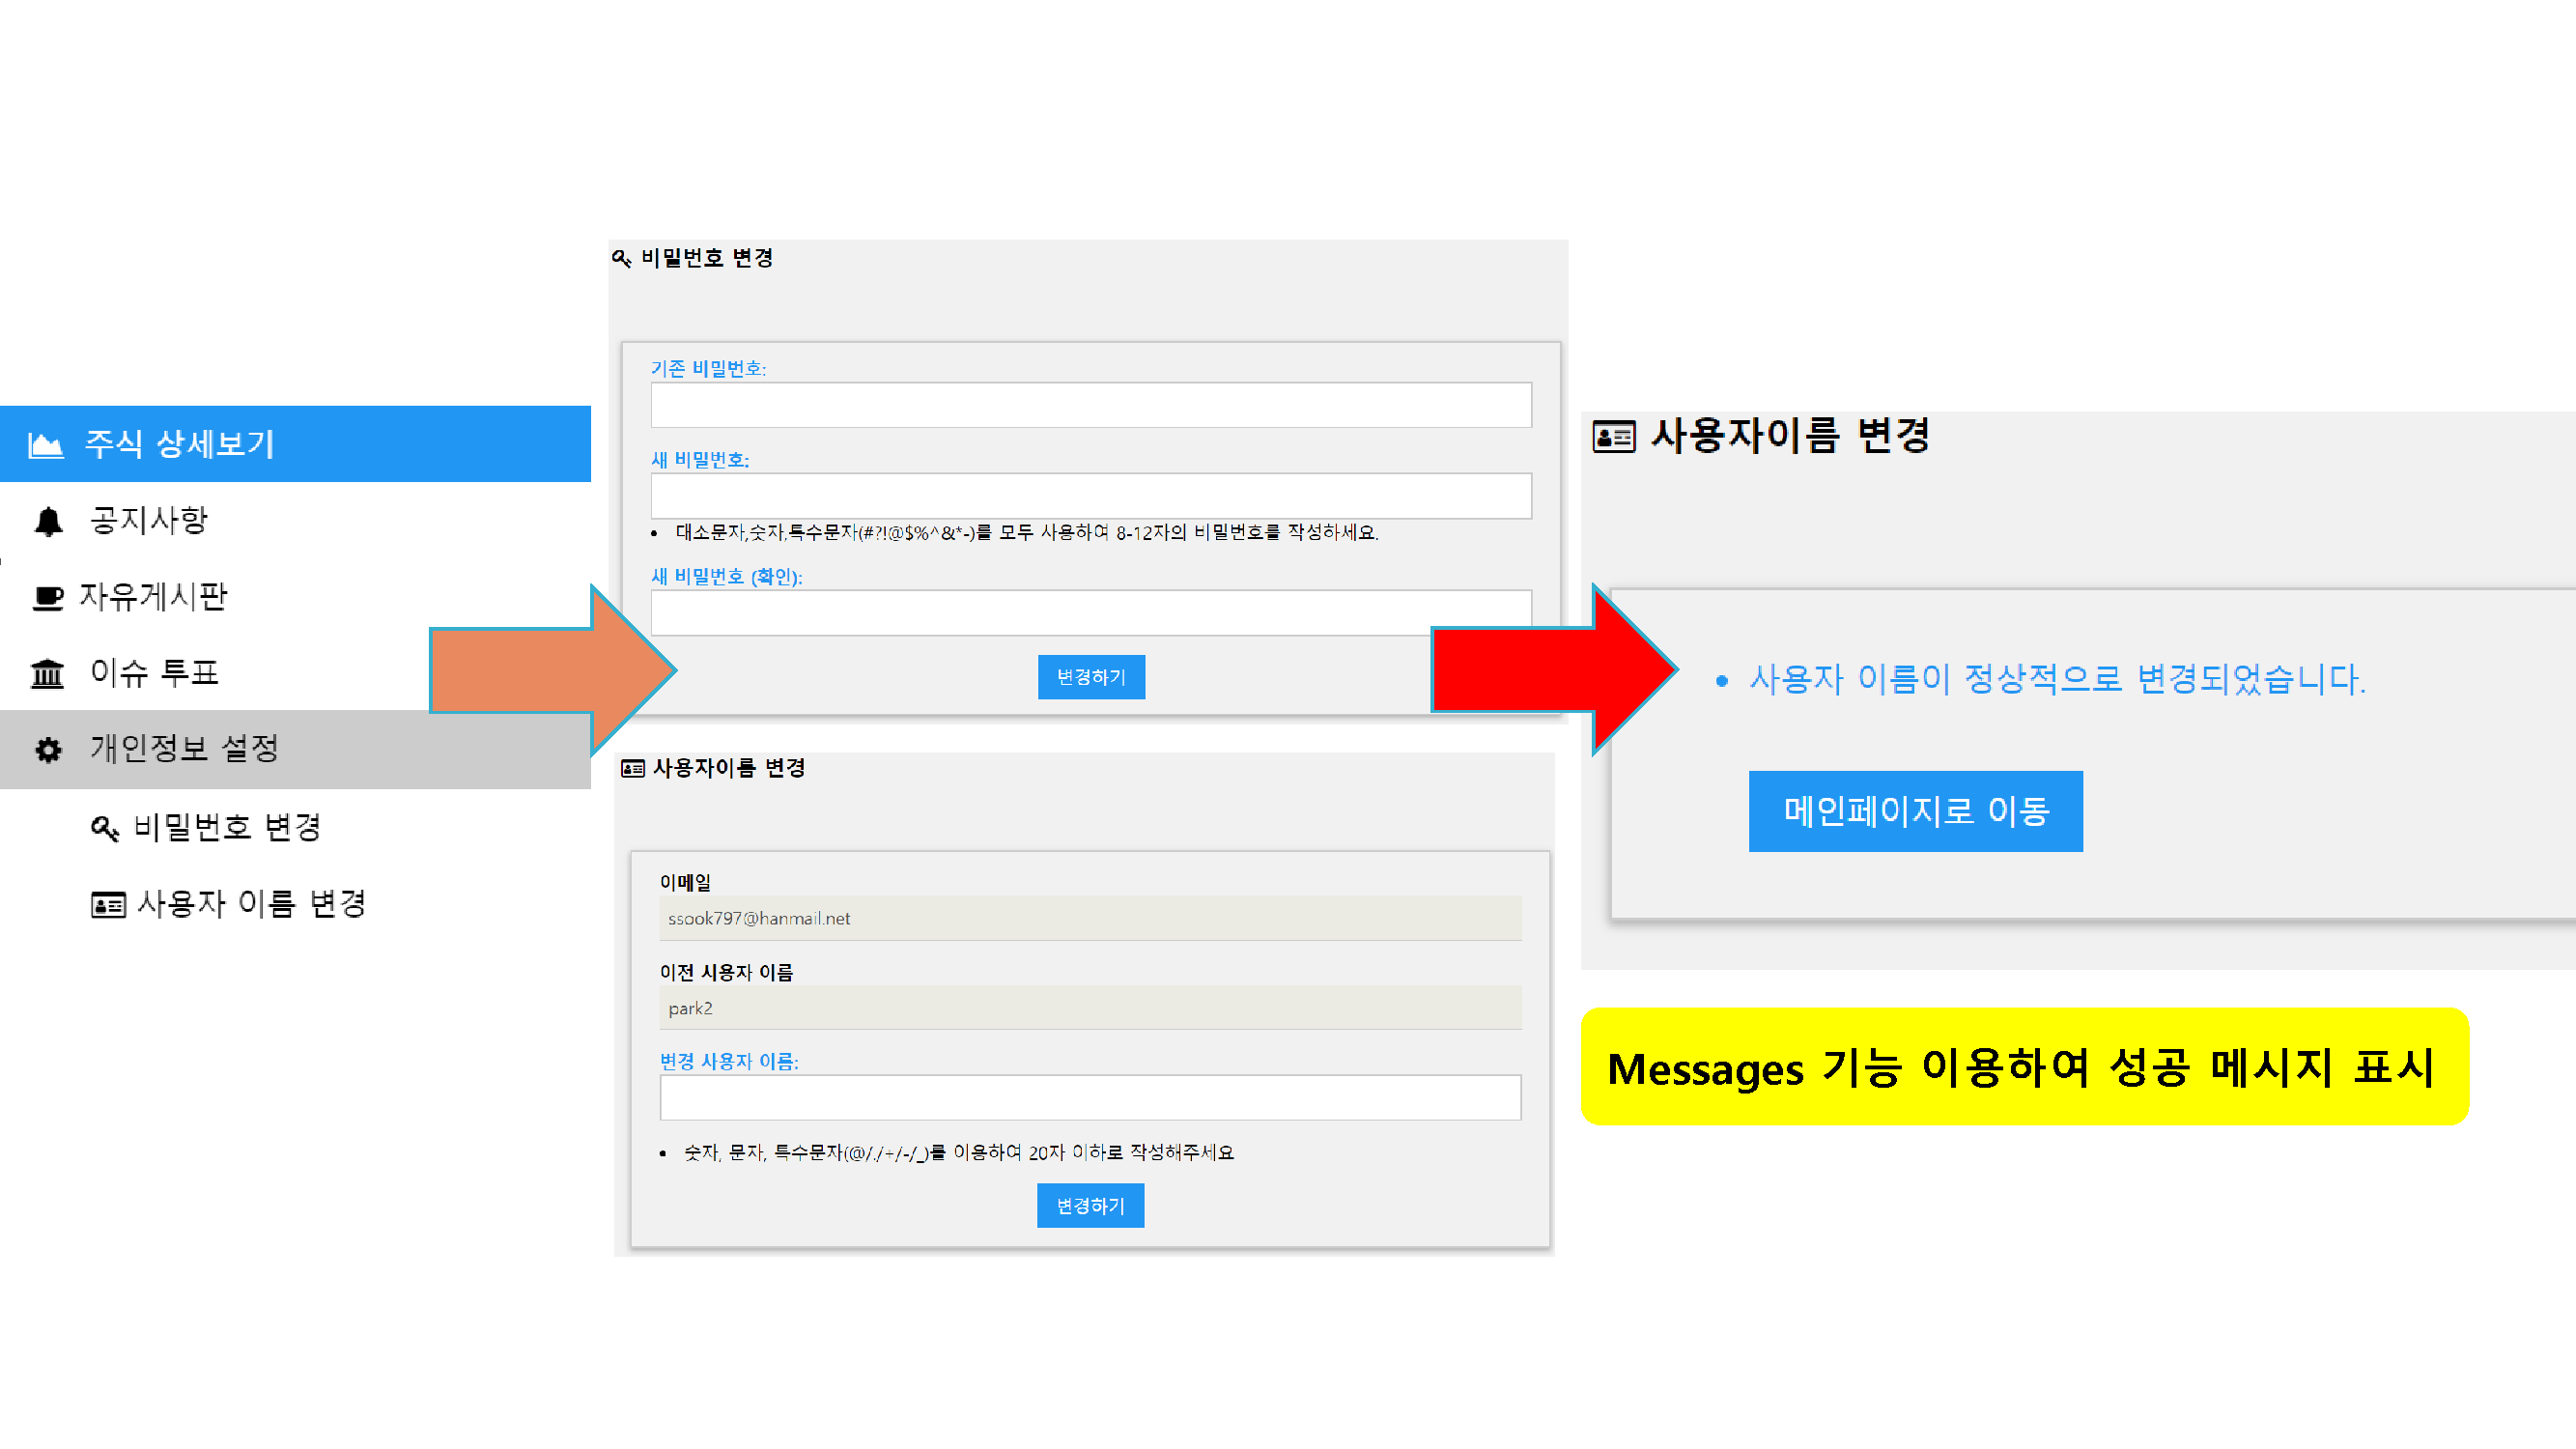 주식 상세보기
공지사항
자유게시판
이슈 투표
개인정보 설정
비밀번호 변경
사용자 이름 변경
비밀번호 변경
기존 비밀번호:
새 비밀번호:
대소문자,숫자,특수문자(#?!@$%^&*-)를 모두 사용하여 8-12자의 비밀번호를 작성하세요.
새 비밀번호 (확인):
변경하기
사용자이름 변경
이메일
ssook797@hanmail.net
이전 사용자 이름
park2
변경 사용자 이름:
숫자, 문자, 특수문자(@/./+/-/_)를 이용하여 20자 이하로 작성해주세요
변경하기
사용자이름 변경
사용자 이름이 정상적으로 변경되었습니다.
메인페이지로 이동
Messages 기능 이용하여 성공 메시지 표시